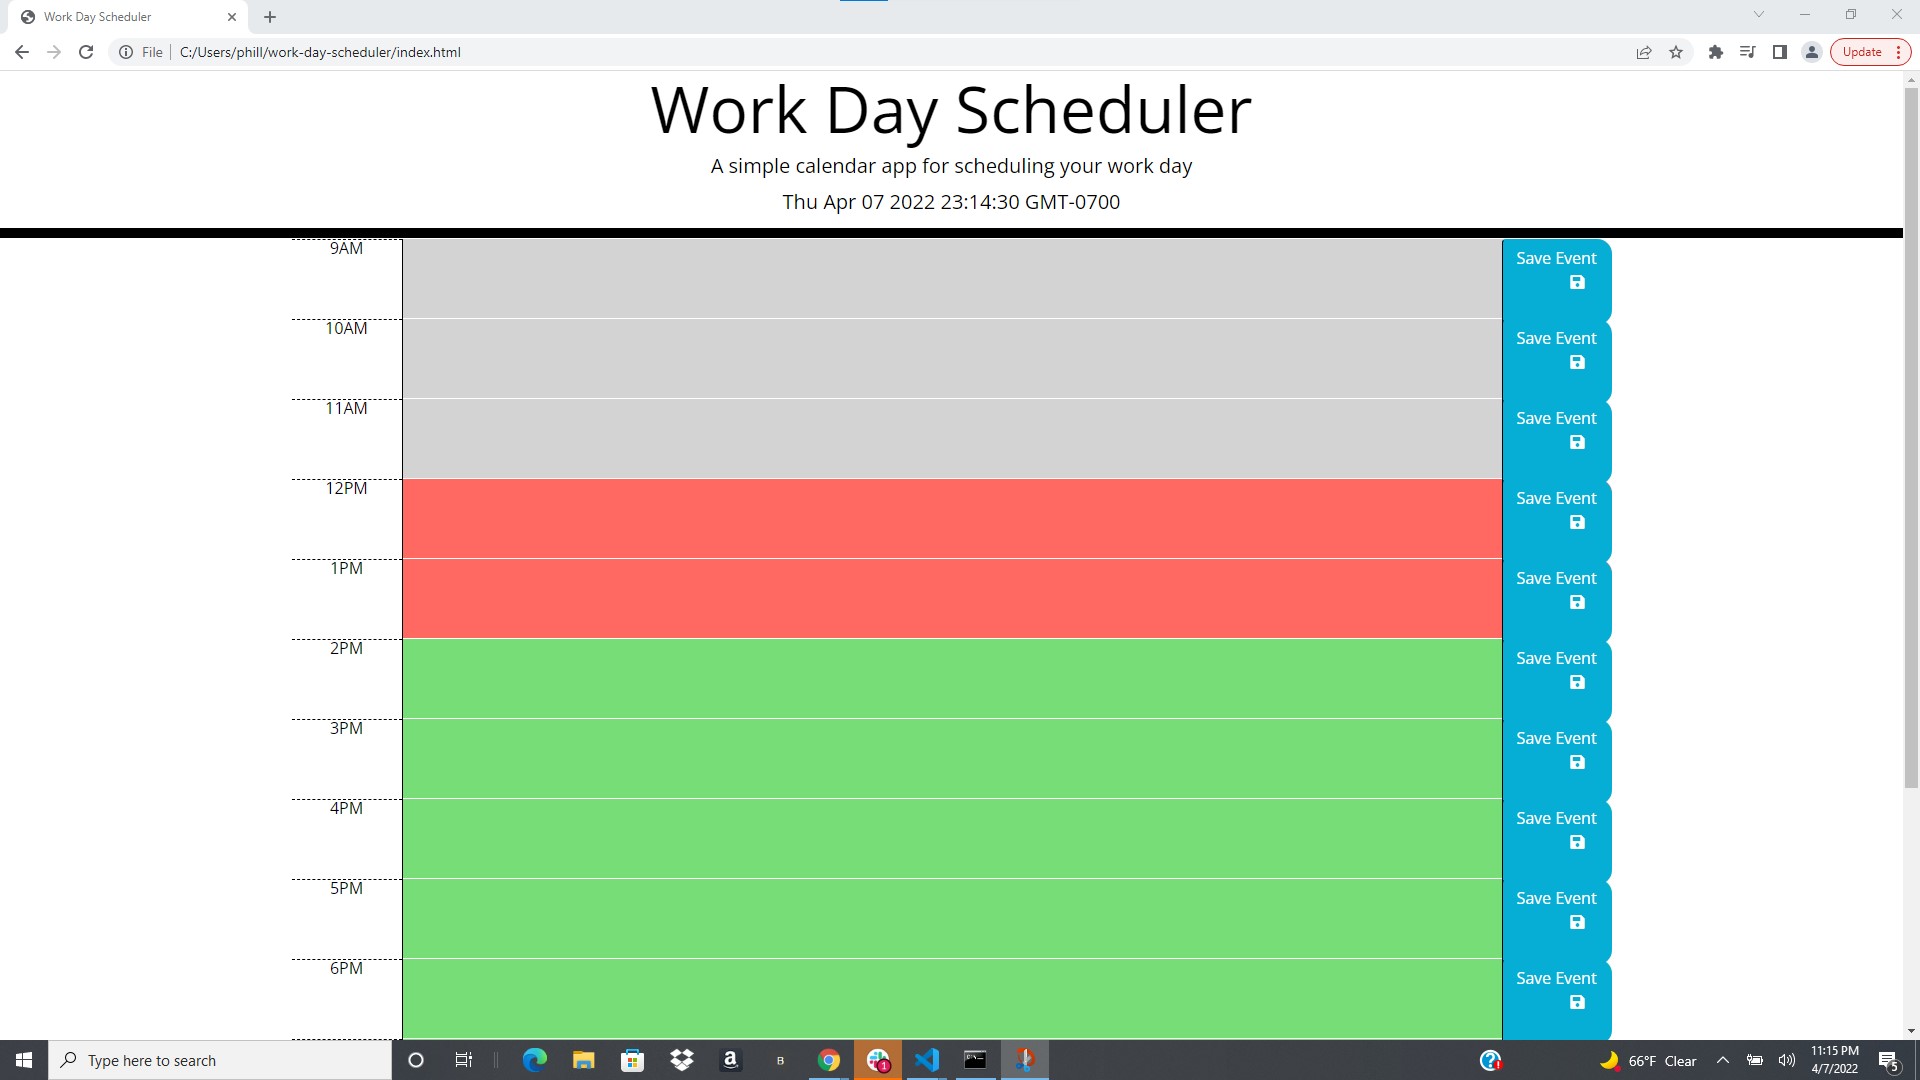 Work Day Scheduler
File
C:/Users/phill/work-day-scheduler/index.html
Update
Work Day Scheduler
A simple calendar app for scheduling your work day
Thu Apr 07 2022 23:14:30 GMT-0700
9AM
Save Event
10AM
Save Event
11AM
Save Event
12PM
Save Event
1PM
Save Event
2PM
Save Event
3PM
Save Event
4PM
Save Event
5PM
Save Event
6PM
Save Event
Type here to search
a
B
1
C:\_
?
66°F Clear
11:15 PM
4/7/2022
5